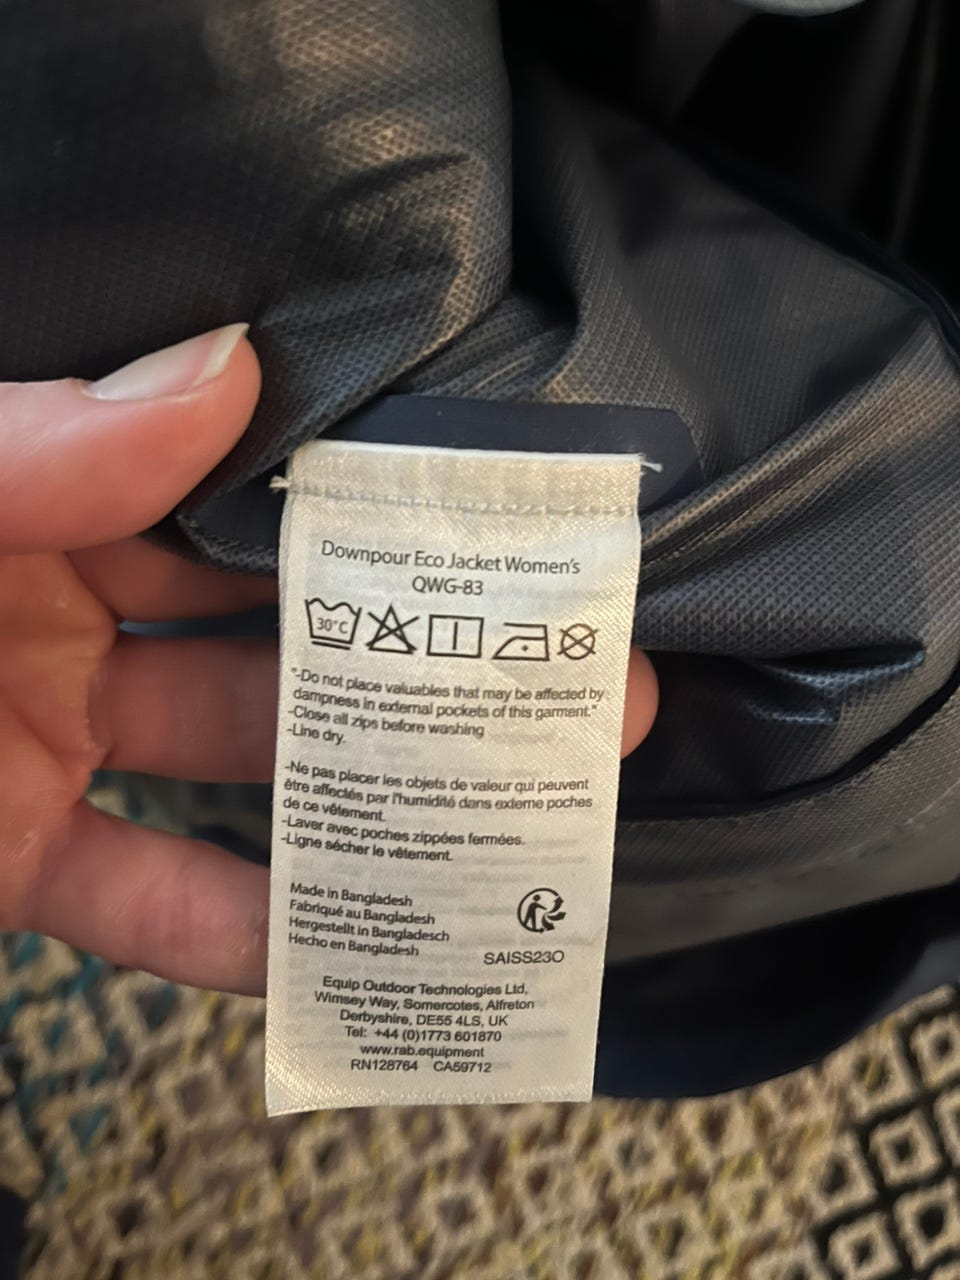 Downpour Eco Jacket Women's
QWG-83
30°C
"-Do not place valuables that may be affected by
dampness in external pockets of this garment."
-Close all zips before washing
-Line dry.
-Ne pas placer les objets de valeur qui peuvent
être affectés par l'humidité dans externe poches
de ce vêtement.
-Laver avec poches zippées fermées.
-Ligne sécher le vêtement.
Made in Bangladesh
Fabriqué au Bangladesh
Hergestellt in Bangladesch
Hecho en Bangladesh
SAISS23O
Equip Outdoor Technologies Ltd,
Wimsey Way, Somercotes, Alfreton
Derbyshire, DE55 4LS, UK
Tel: +44 (0)1773 601870
www.rab.equipment
RN128764 CA59712